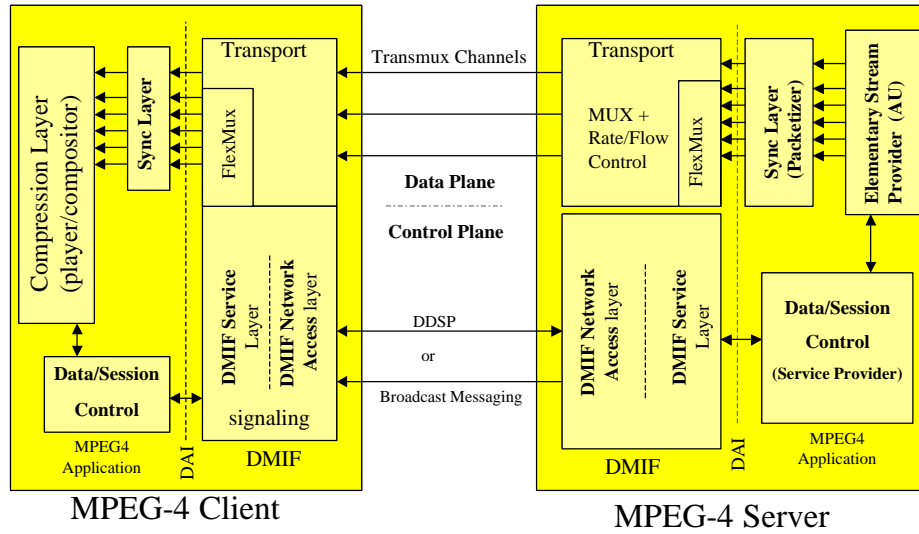 Compression Layer
(player/compositor)
Sync Layer
Transport
FlexMux
DMIF Service
Layer
DMIF Network
Access layer
signaling
Data/Session
Control
MPEG4
Application
DAI
DMIF
MPEG-4 Client
Transmux Channels
Data Plane
Control Plane
DDSP
or
Broadcast Messaging
Transport
MUX +
Rate/Flow
Control
FlexMux
Sync Layer
(Packetizer)
Elementary Stream
Provider (AU)
DMIF Network
Access layer
DMIF Service
Layer
Data/Session
Control
(Service Provider)
DMIF
DAI
MPEG4
Application
MPEG-4 Server